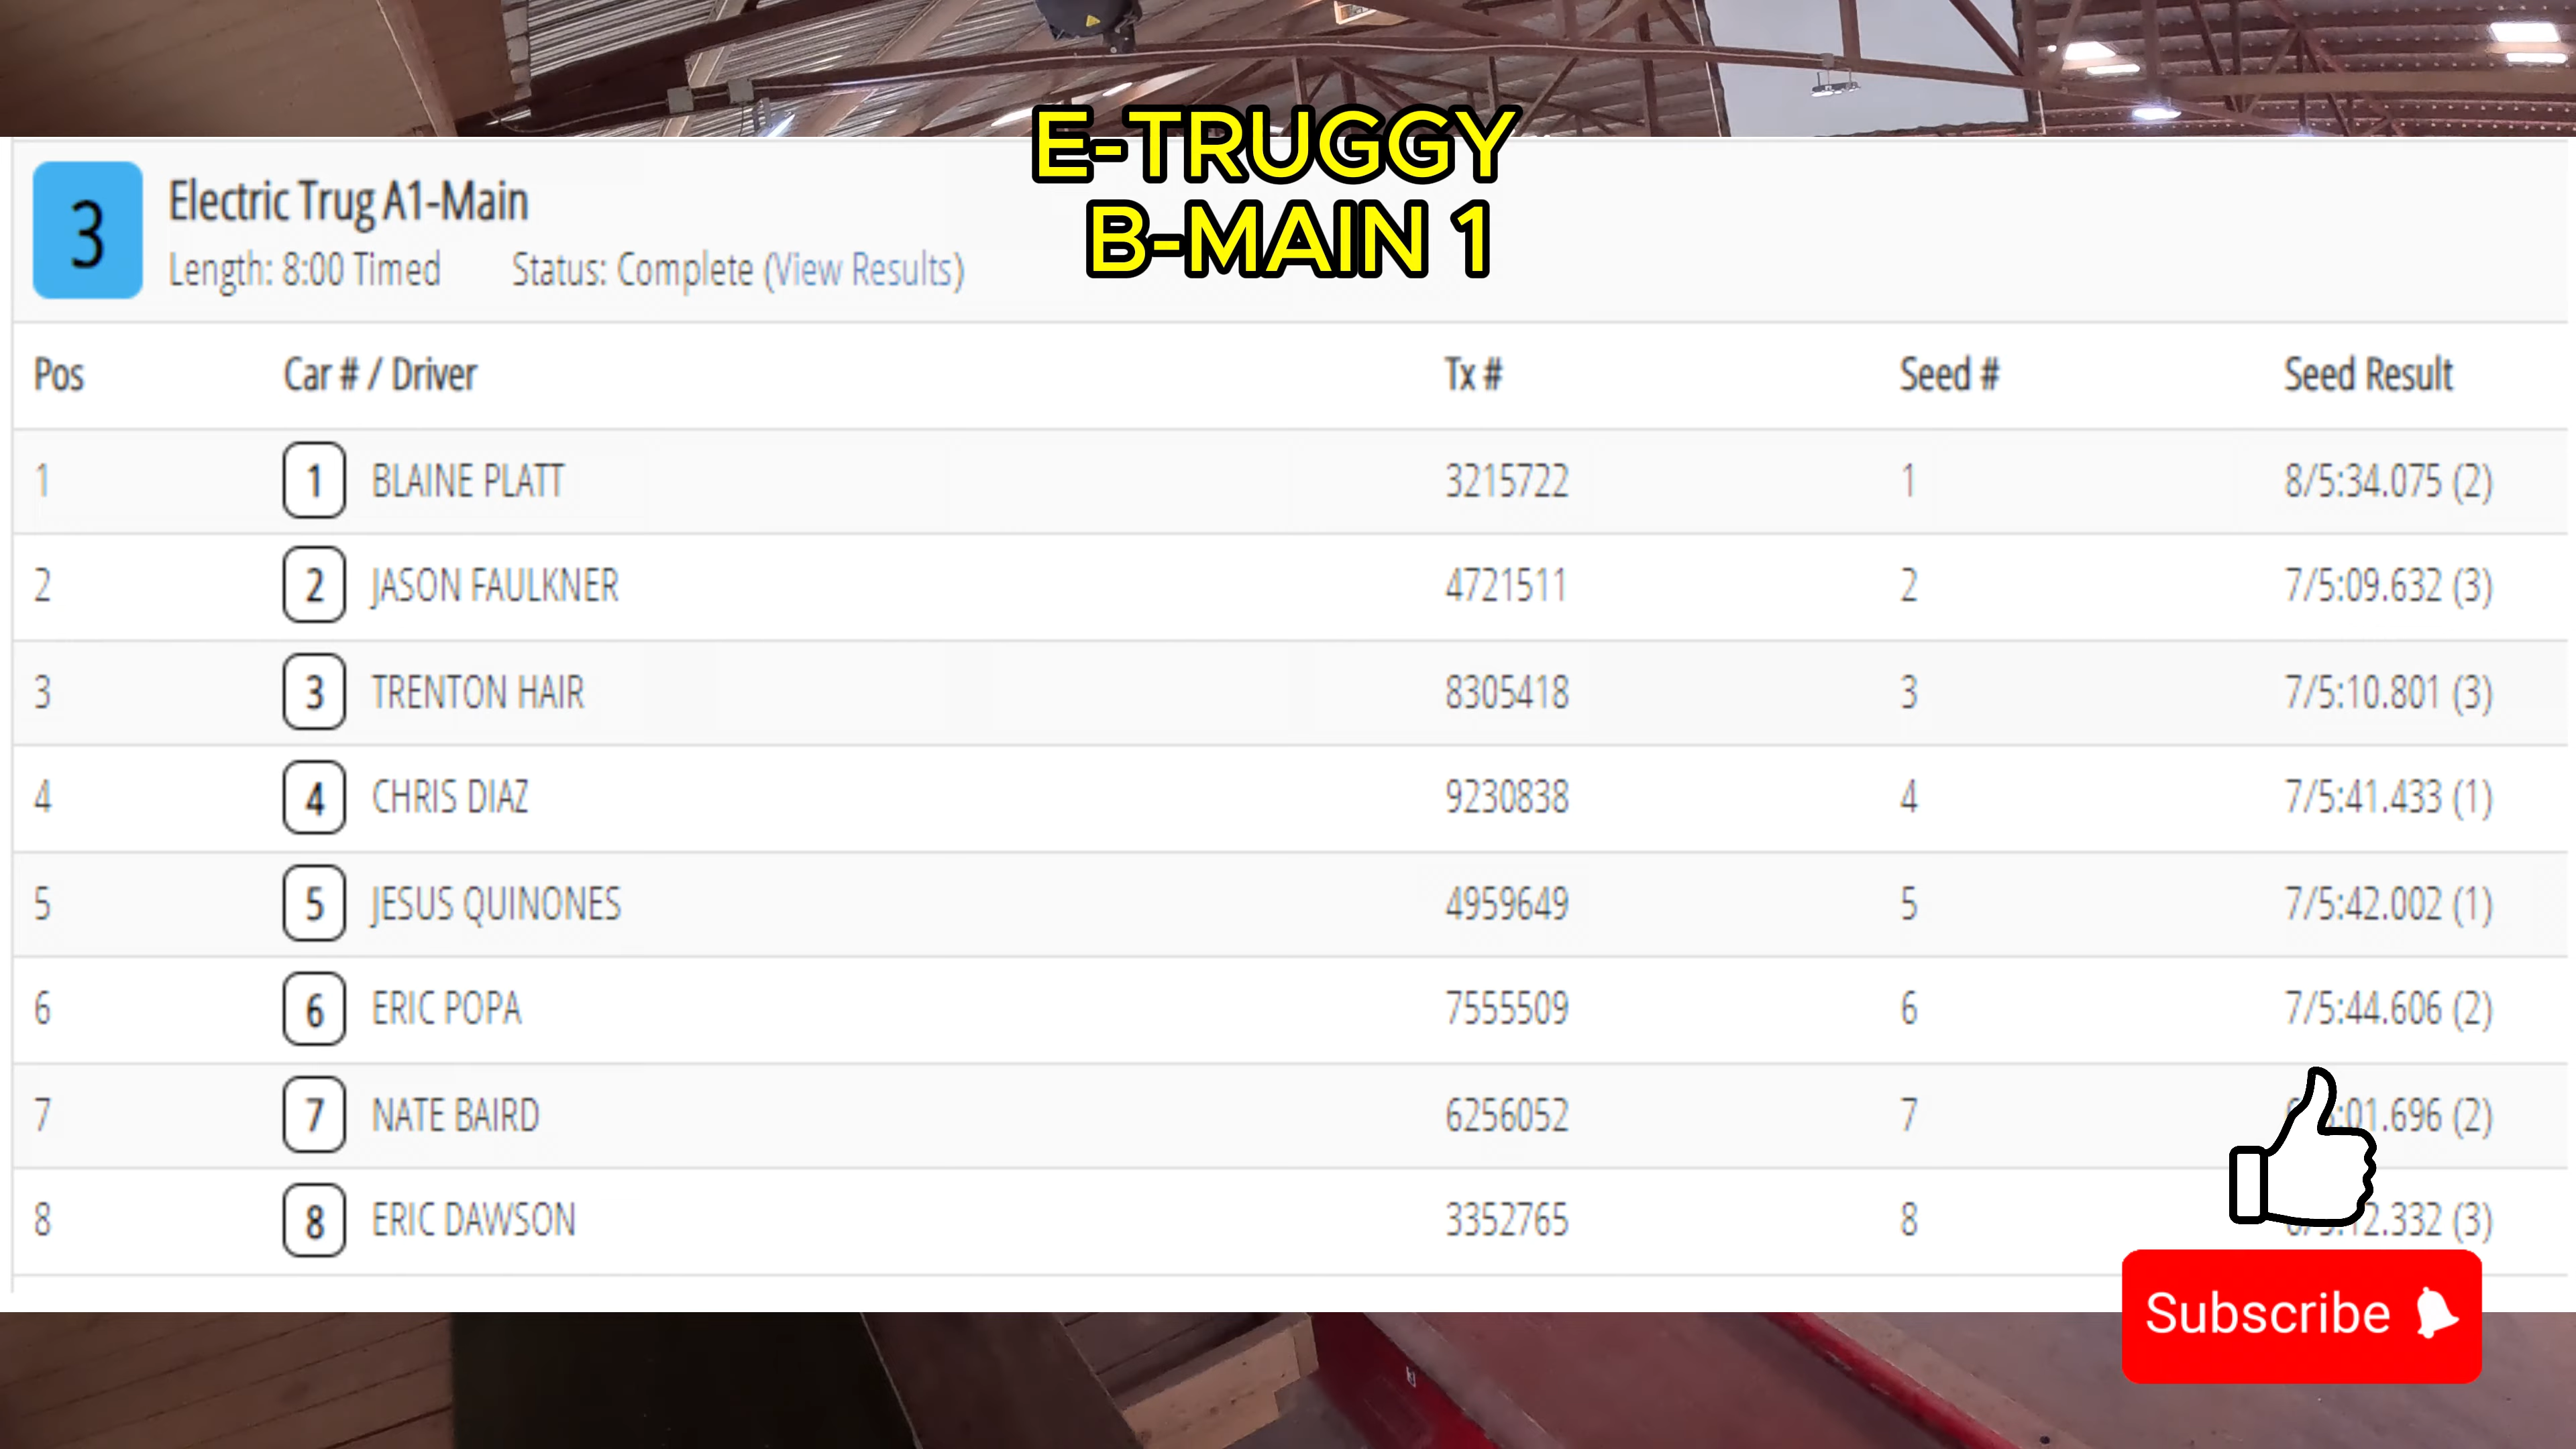 E-TRUGGY
B-MAIN 1
3 Electric Trug A1-Main
Length: 8:00 Timed Status: Complete (View Results)
Pos Car # / Driver Tx # Seed # Seed Result
1 1 BLAINE PLATT 3215722 1 8/5:34.075 (2)
2 2 JASON FAULKNER 4721511 2 7/5:09.632 (3)
3 3 TRENTON HAIR 8305418 3 7/5:10.801 (3)
4 4 CHRIS DIAZ 9230838 4 7/5:41.433 (1)
5 5 JESUS QUINONES 4959649 5 7/5:42.002 (1)
6 6 ERIC POPA 7555509 6 7/5:44.606 (2)
7 7 NATE BAIRD 6256052 7 :01.696 (2)
8 8 ERIC DAWSON 3352765 8 (3)
Subscribe